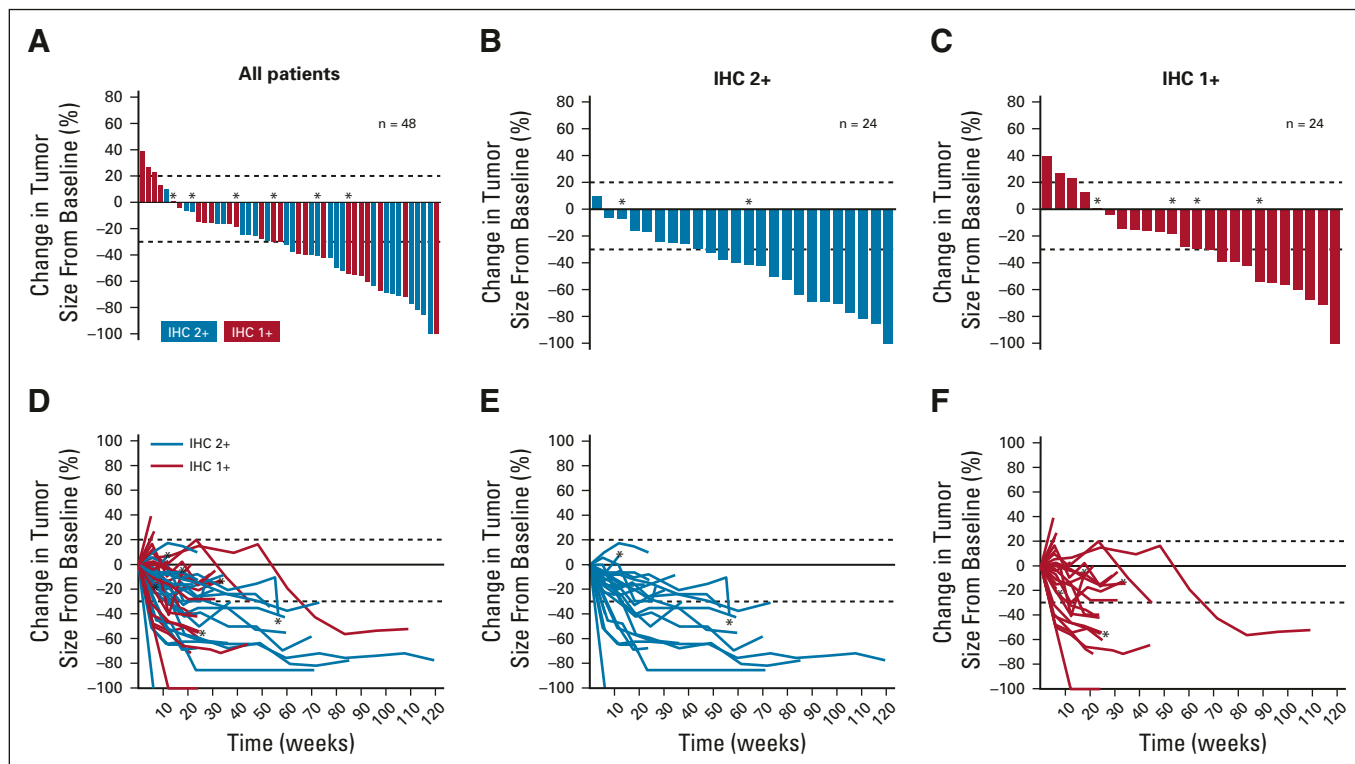 A
All patients
Change in Tumor
Size From Baseline (%)
80
60
40
20
0
−20
−40
−60
−80
−100
n = 48
* * * * * *
IHC 2+ IHC 1+
B
IHC 2+
Change in Tumor
Size From Baseline (%)
80
60
40
20
0
−20
−40
−60
−80
−100
n = 24
* *
C
IHC 1+
Change in Tumor
Size From Baseline (%)
80
60
40
20
0
−20
−40
−60
−80
−100
n = 24
* * * *
D
Change in Tumor
Size From Baseline (%)
100
80
60
40
20
0
−20
−40
−60
−80
−100
IHC 2+
IHC 1+
10 20 30 40 50 60 70 80 90 100 110 120
Time (weeks)
E
Change in Tumor
Size From Baseline (%)
100
80
60
40
20
0
−20
−40
−60
−80
−100
10 20 30 40 50 60 70 80 90 100 110 120
Time (weeks)
F
Change in Tumor
Size From Baseline (%)
100
80
60
40
20
0
−20
−40
−60
−80
−100
10 20 30 40 50 60 70 80 90 100 110 120
Time (weeks)